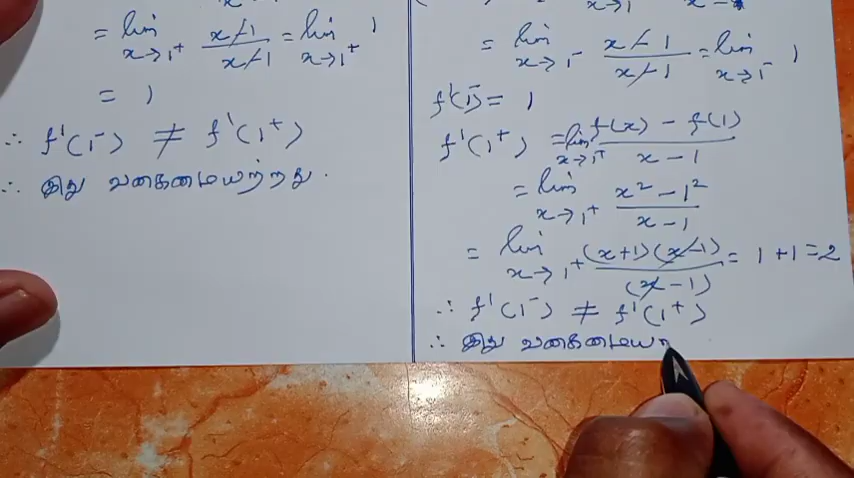 = lim x→1⁺ x-1/x-1 = lim x→1⁺ 1
= 1
∴ f'(1⁻) ≠ f'(1⁺)
∴ இது வகைமையற்றது.
x→1
= lim x→1⁻ x-1/x-1 = lim x→1⁻ 1
f'(1⁻) = 1
f'(1⁺) = lim x→1⁺ f(x) - f(1)/x - 1
= lim x→1⁺ x² - 1²/x - 1
= lim x→1⁺ (x+1)(x-1)/(x-1) = 1 + 1 = 2
∴ f'(1⁻) ≠ f'(1⁺)
∴ இது வகைமையற